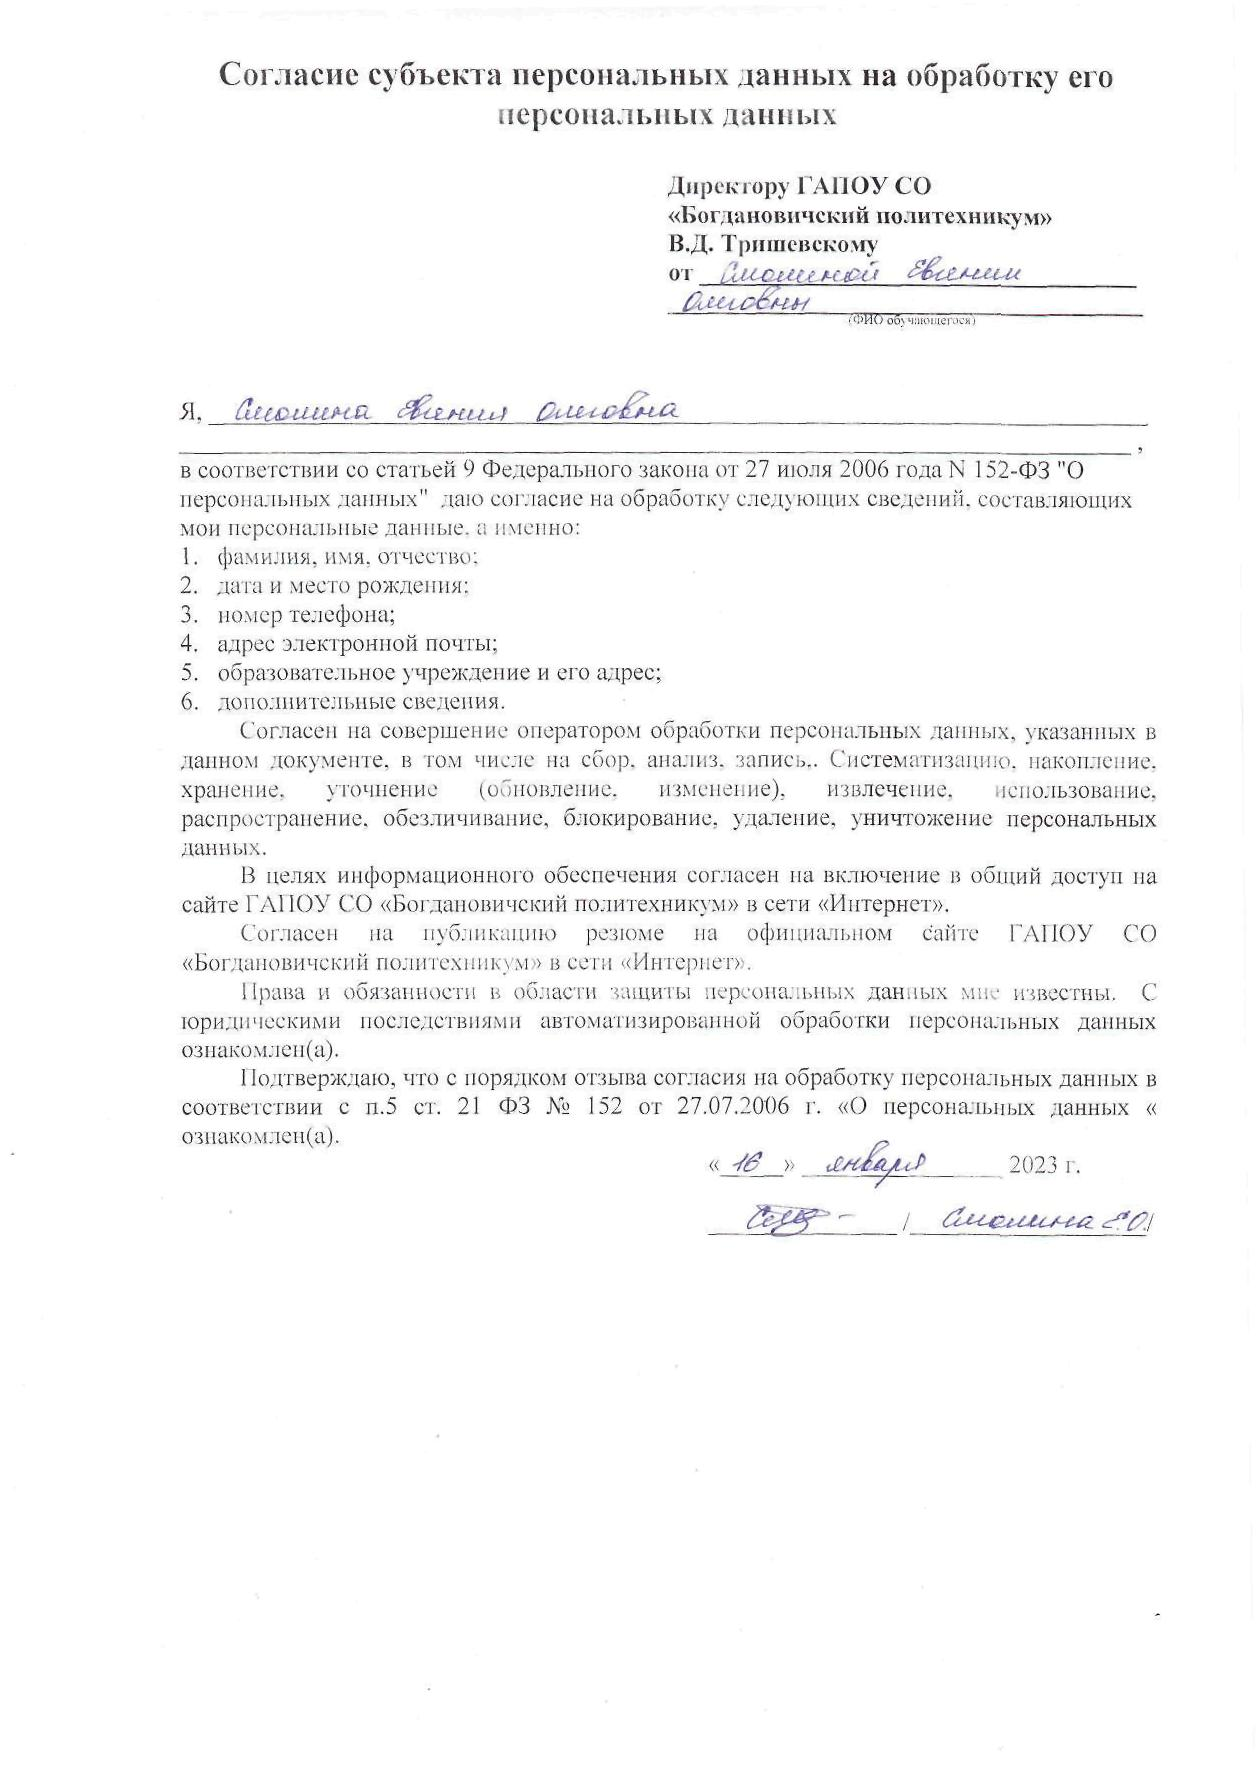 Согласие субъекта персональных данных на обработку его
персональных данных
Директору ГАПОУ СО
«Богдановичский политехникум»
В.Д. Тришевскому
от Смолиной Евгении
Олеговны
(ФИО обучающегося)
Я, Смолина Евгения Олеговна
,
в соответствии со статьей 9 Федерального закона от 27 июля 2006 года N 152-ФЗ "О
персональных данных" даю согласие на обработку следующих сведений, составляющих
мои персональные данные, а именно:
1. фамилия, имя, отчество;
2. дата и место рождения;
3. номер телефона;
4. адрес электронной почты;
5. образовательное учреждение и его адрес;
6. дополнительные сведения.
Согласен на совершение оператором обработки персональных данных, указанных в
данном документе, в том числе на сбор, анализ, запись,. Систематизацию, накопление,
хранение, уточнение (обновление, изменение), извлечение, использование,
распространение, обезличивание, блокирование, удаление, уничтожение персональных
данных.
В целях информационного обеспечения согласен на включение в общий доступ на
сайте ГАПОУ СО «Богдановичский политехникум» в сети «Интернет».
Согласен на публикацию резюме на официальном сайте ГАПОУ СО
«Богдановичский политехникум» в сети «Интернет».
Права и обязанности в области защиты персональных данных мне известны. С
юридическими последствиями автоматизированной обработки персональных данных
ознакомлен(а).
Подтверждаю, что с порядком отзыва согласия на обработку персональных данных в
соответствии с п.5 ст. 21 ФЗ № 152 от 27.07.2006 г. «О персональных данных «
ознакомлен(а).
«16» января 2023 г.
/ Смолина Е.О./